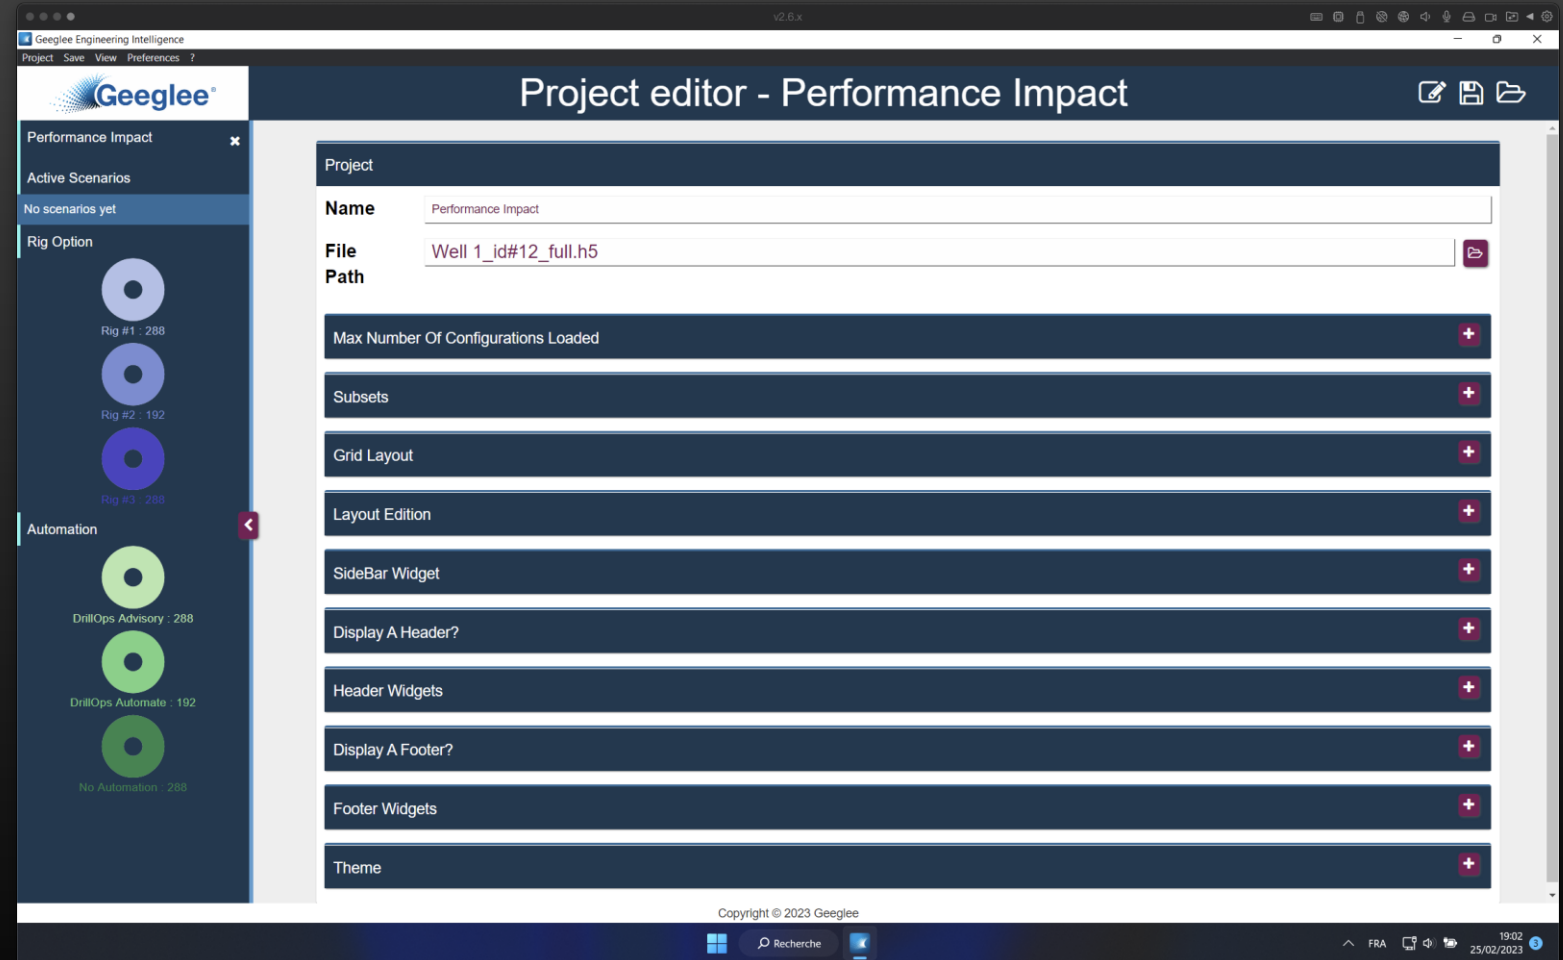 v2.6.x
Geeglee Engineering Intelligence
Project Save View Preferences ?
Geeglee®
Project editor - Performance Impact
Performance Impact
Active Scenarios
No scenarios yet
Rig Option
Rig #1 : 288
Rig #2 : 192
Rig #3 : 288
Automation
DrillOps Advisory : 288
DrillOps Automate : 192
No Automation : 288
Project
Name
Performance Impact
File
Path
Well 1_id#12_full.h5
Max Number Of Configurations Loaded
Subsets
Grid Layout
Layout Edition
SideBar Widget
Display A Header?
Header Widgets
Display A Footer?
Footer Widgets
Theme
Copyright © 2023 Geeglee
Recherche
FRA
19:02
25/02/2023
3